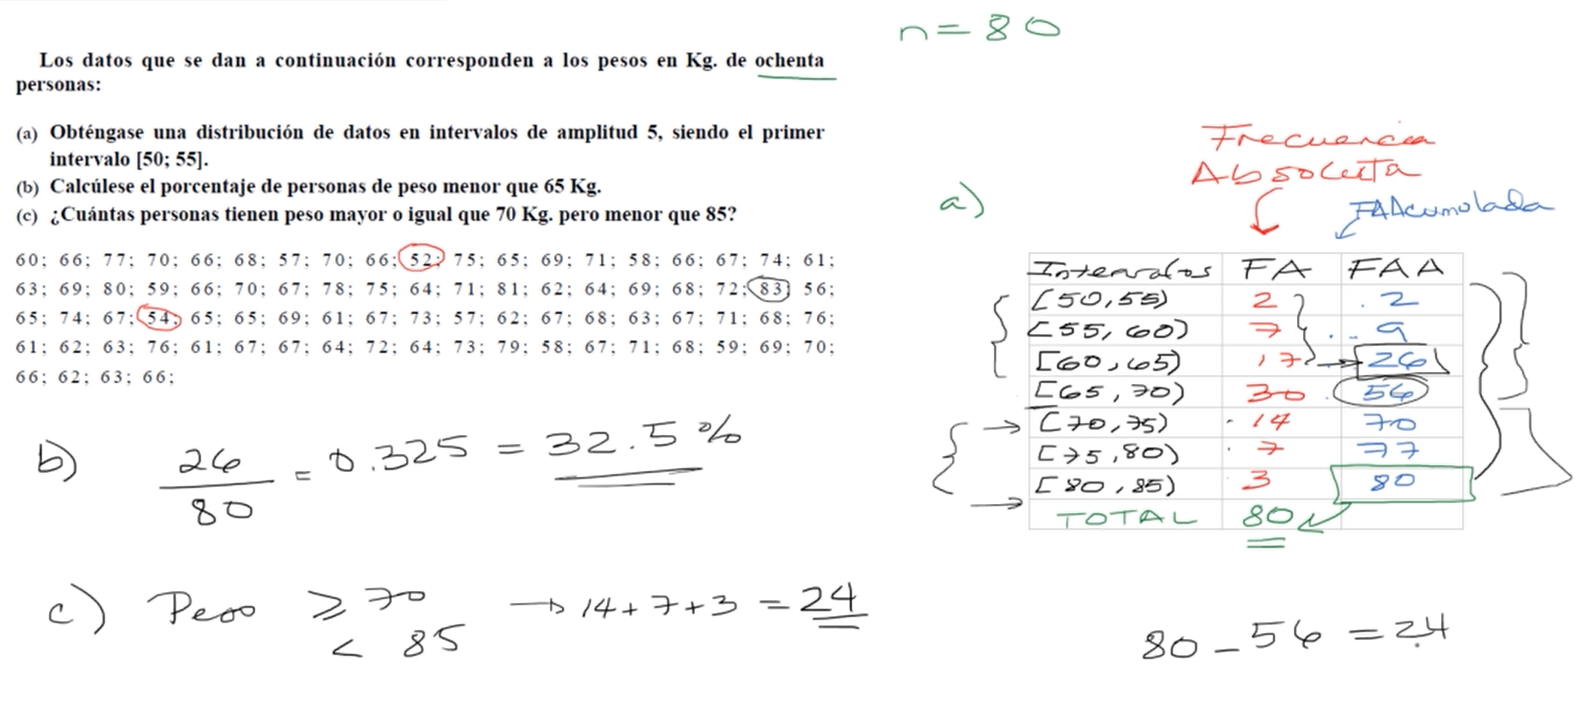 n = 80
Los datos que se dan a continuación corresponden a los pesos en Kg. de ochenta
personas:
(a) Obténgase una distribución de datos en intervalos de amplitud 5, siendo el primer
intervalo [50; 55].
(b) Calcúlese el porcentaje de personas de peso menor que 65 Kg.
(c) ¿Cuántas personas tienen peso mayor o igual que 70 Kg. pero menor que 85?
60; 66; 77; 70; 66; 68; 57; 70; 66; 52; 75; 65; 69; 71; 58; 66; 67; 74; 61;
63; 69; 80; 59; 66; 70; 67; 78; 75; 64; 71; 81; 62; 64; 69; 68; 72; 83; 56;
65; 74; 67; 54; 65; 65; 69; 61; 67; 73; 57; 62; 67; 68; 63; 67; 71; 68; 76;
61; 62; 63; 76; 61; 67; 67; 64; 72; 64; 73; 79; 58; 67; 71; 68; 59; 69; 70;
66; 62; 63; 66;
b) 26/80 = 0.325 = 32.5 %
c) Peso ≥ 70 → 14 + 7 + 3 = 24
< 85
Frecuencia
Absoluta
a) FAAcumolada
Intervalos FA FAA
[50,55) 2 2
[55,60) 7 9
[60,65) 17 26
[65,70) 30 56
[70,75) 14 70
[75,80) 7 77
[80,85) 3 80
TOTAL 80
80 - 56 = 24